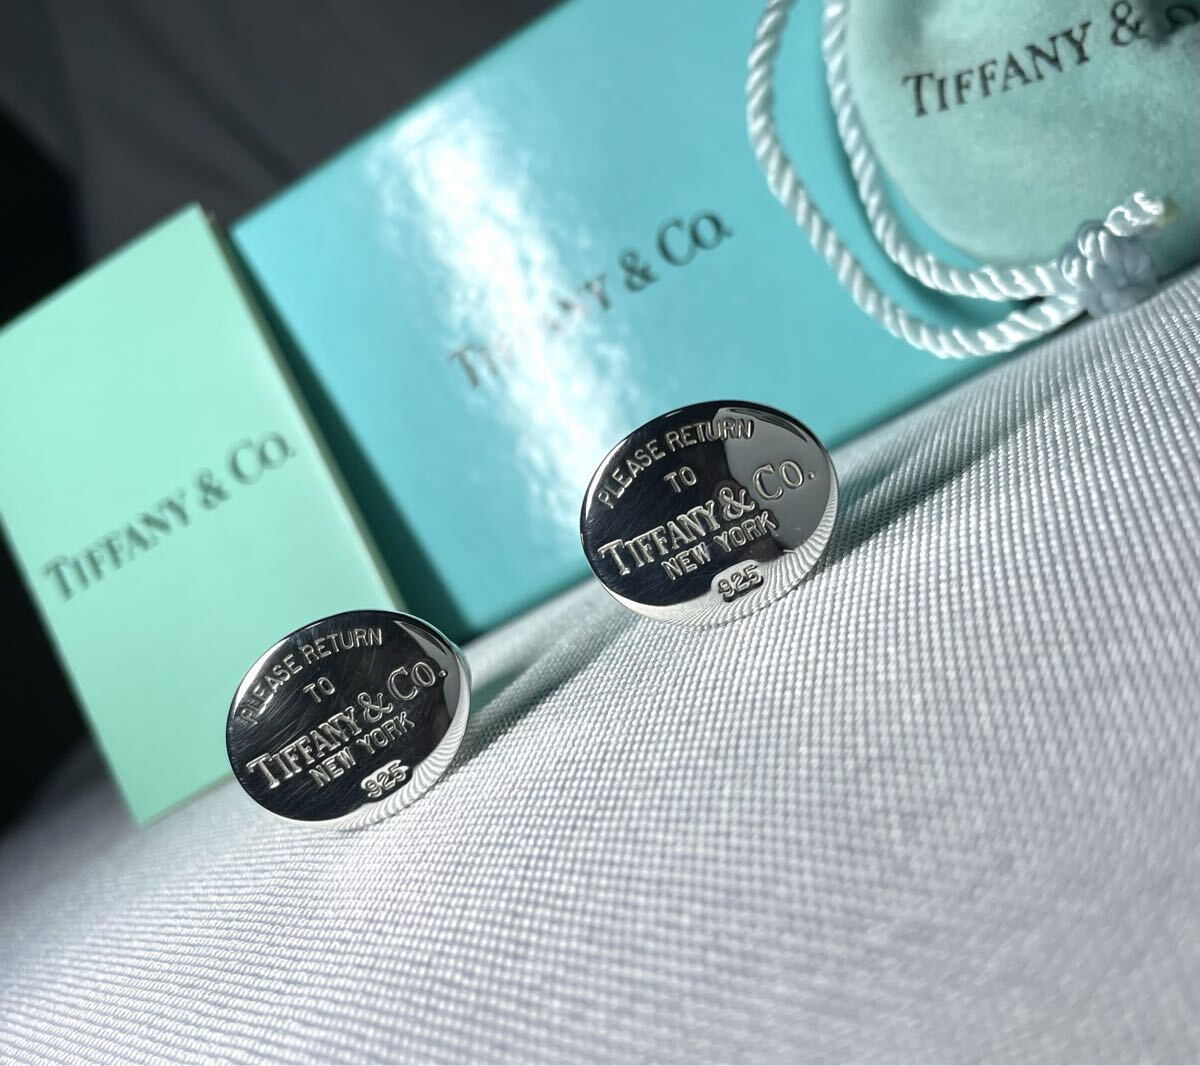 TIFFANY &
TIFFANY & CO.
TIFFANY & CO.
PLEASE RETURN
TO
TIFFANY & CO.
NEW YORK
925
PLEASE RETURN
TO
TIFFANY & CO.
NEW YORK
925